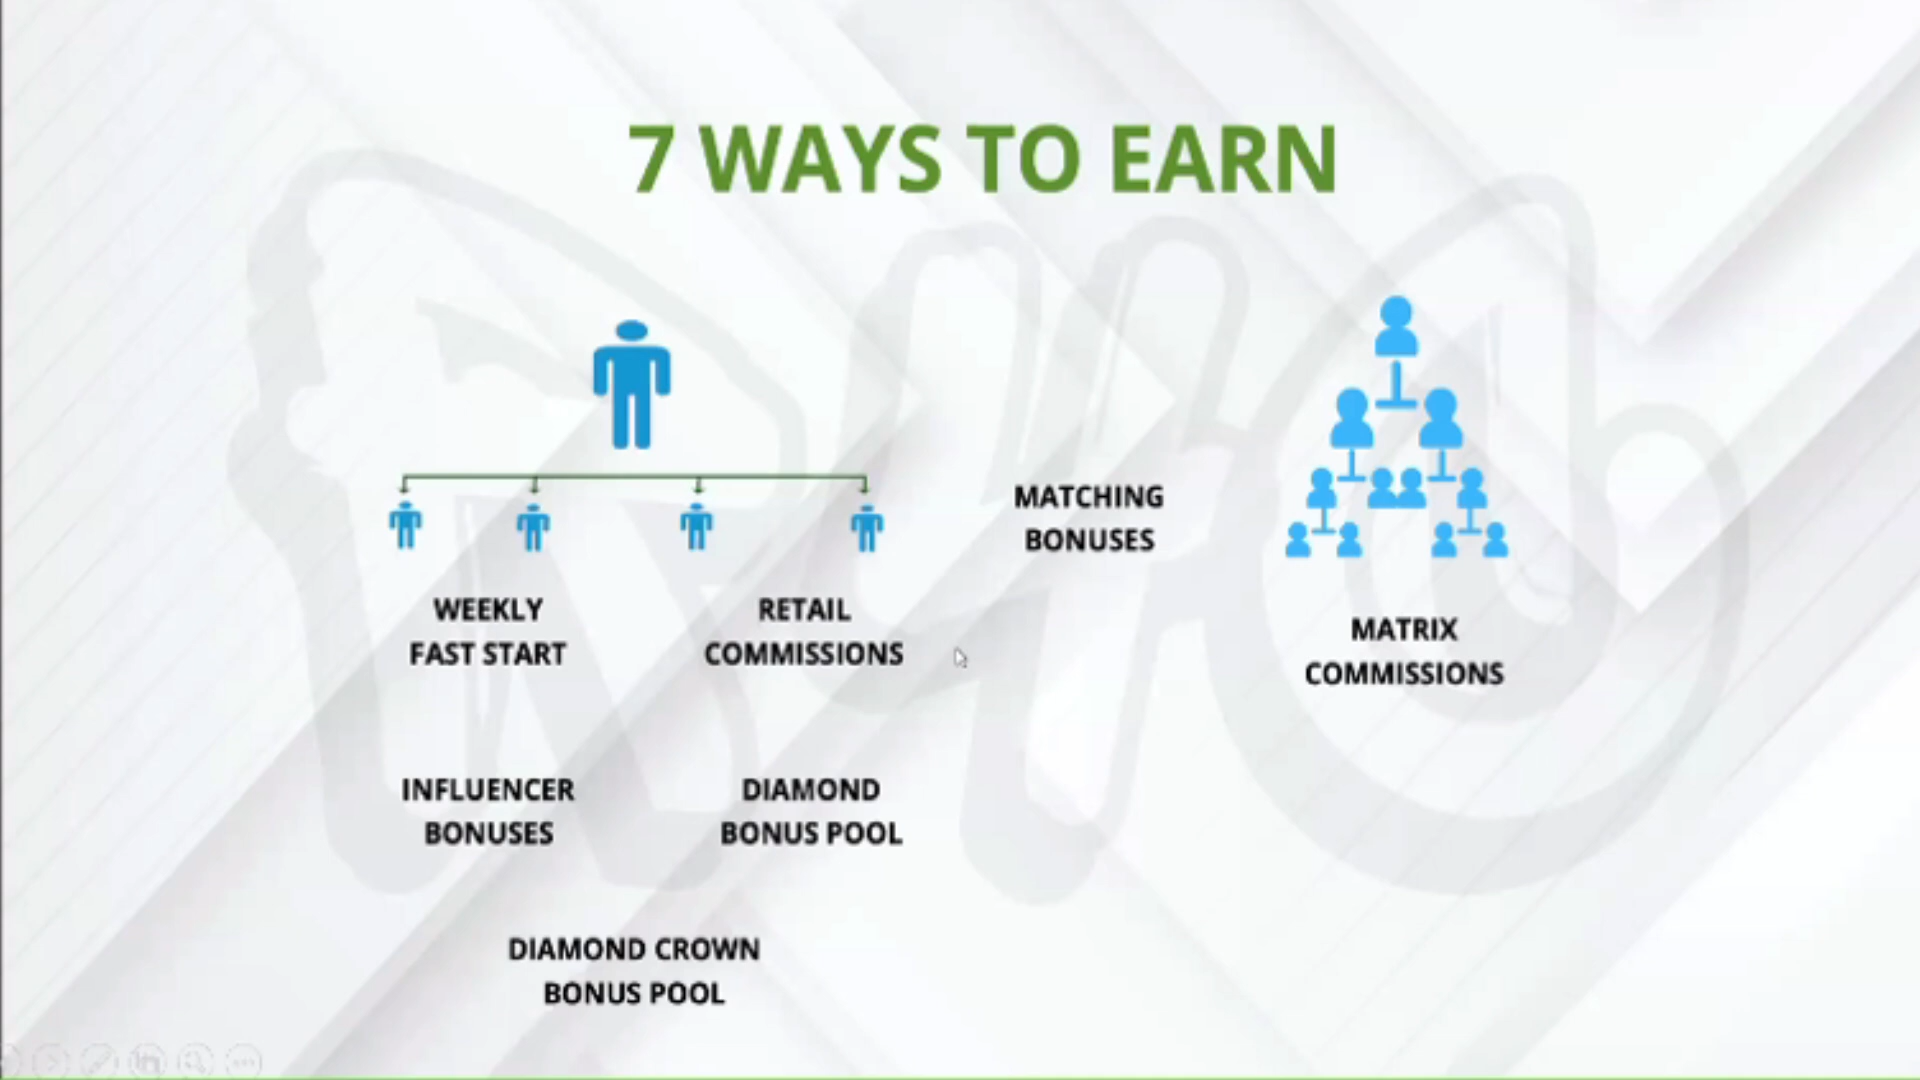 7 WAYS TO EARN
WEEKLY
FAST START
RETAIL
COMMISSIONS
MATCHING
BONUSES
MATRIX
COMMISSIONS
INFLUENCER
BONUSES
DIAMOND
BONUS POOL
DIAMOND CROWN
BONUS POOL